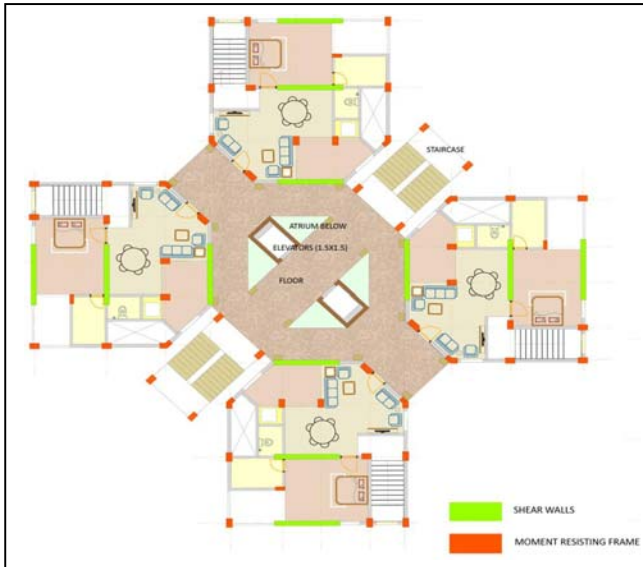 STAIRCASE
ATRIUM BELOW
ELEVATORS (1.5X1.5)
FLOOR
SHEAR WALLS
MOMENT RESISTING FRAME